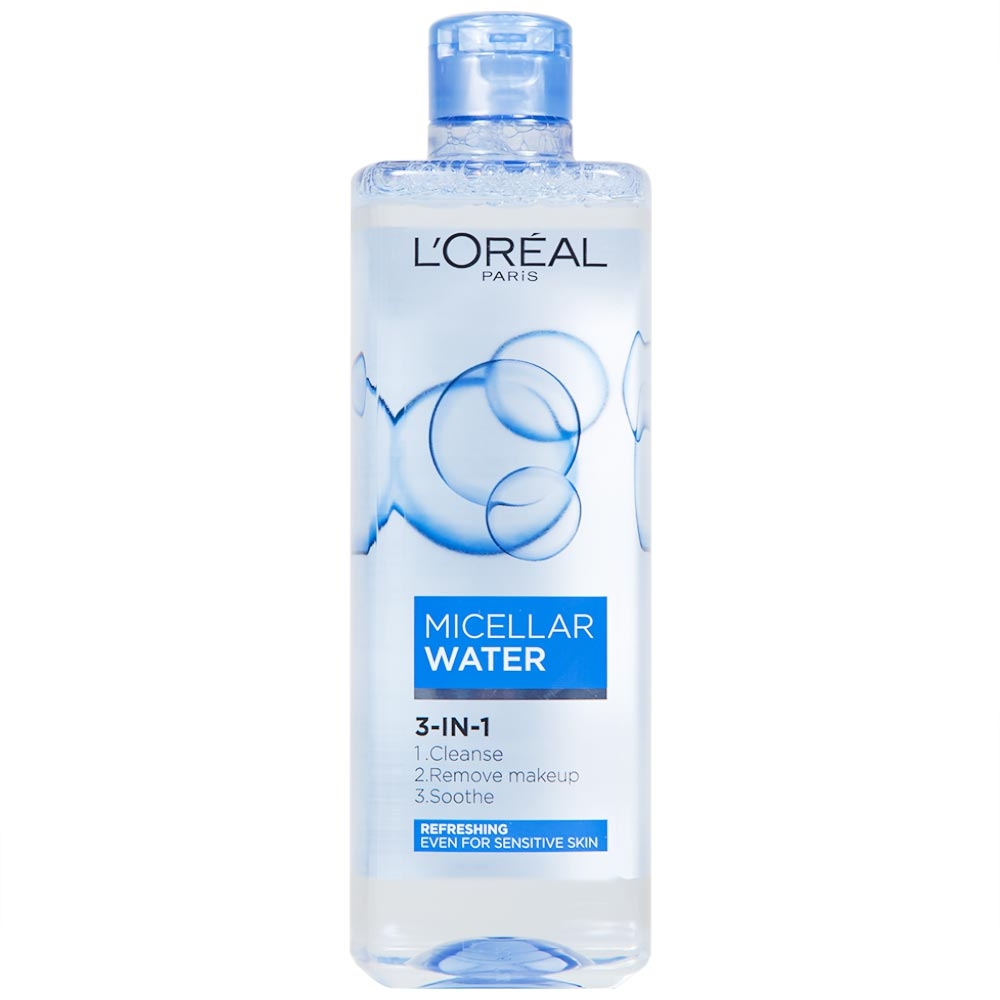 L'ORÉAL
PARiS
MICELLAR
WATER
3-IN-1
1.Cleanse
2.Remove makeup
3.Soothe
REFRESHING
EVEN FOR SENSITIVE SKIN